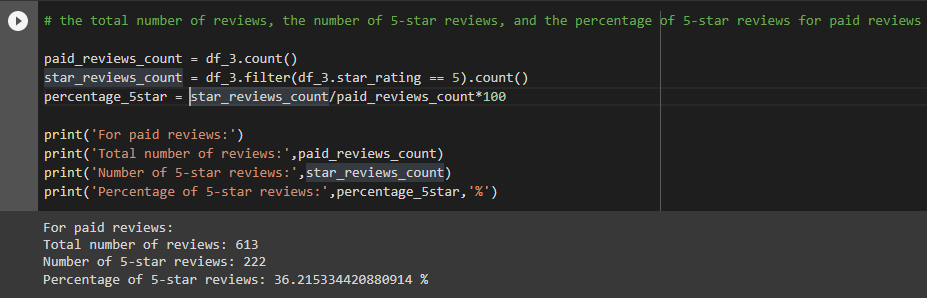 # the total number of reviews, the number of 5-star reviews, and the percentage of 5-star reviews for paid reviews
paid_reviews_count = df_3.count()
star_reviews_count = df_3.filter(df_3.star_rating == 5).count()
percentage_5star = star_reviews_count/paid_reviews_count*100
print('For paid reviews:')
print('Total number of reviews:',paid_reviews_count)
print('Number of 5-star reviews:',star_reviews_count)
print('Percentage of 5-star reviews:',percentage_5star,'%')
For paid reviews:
Total number of reviews: 613
Number of 5-star reviews: 222
Percentage of 5-star reviews: 36.215334420880914 %